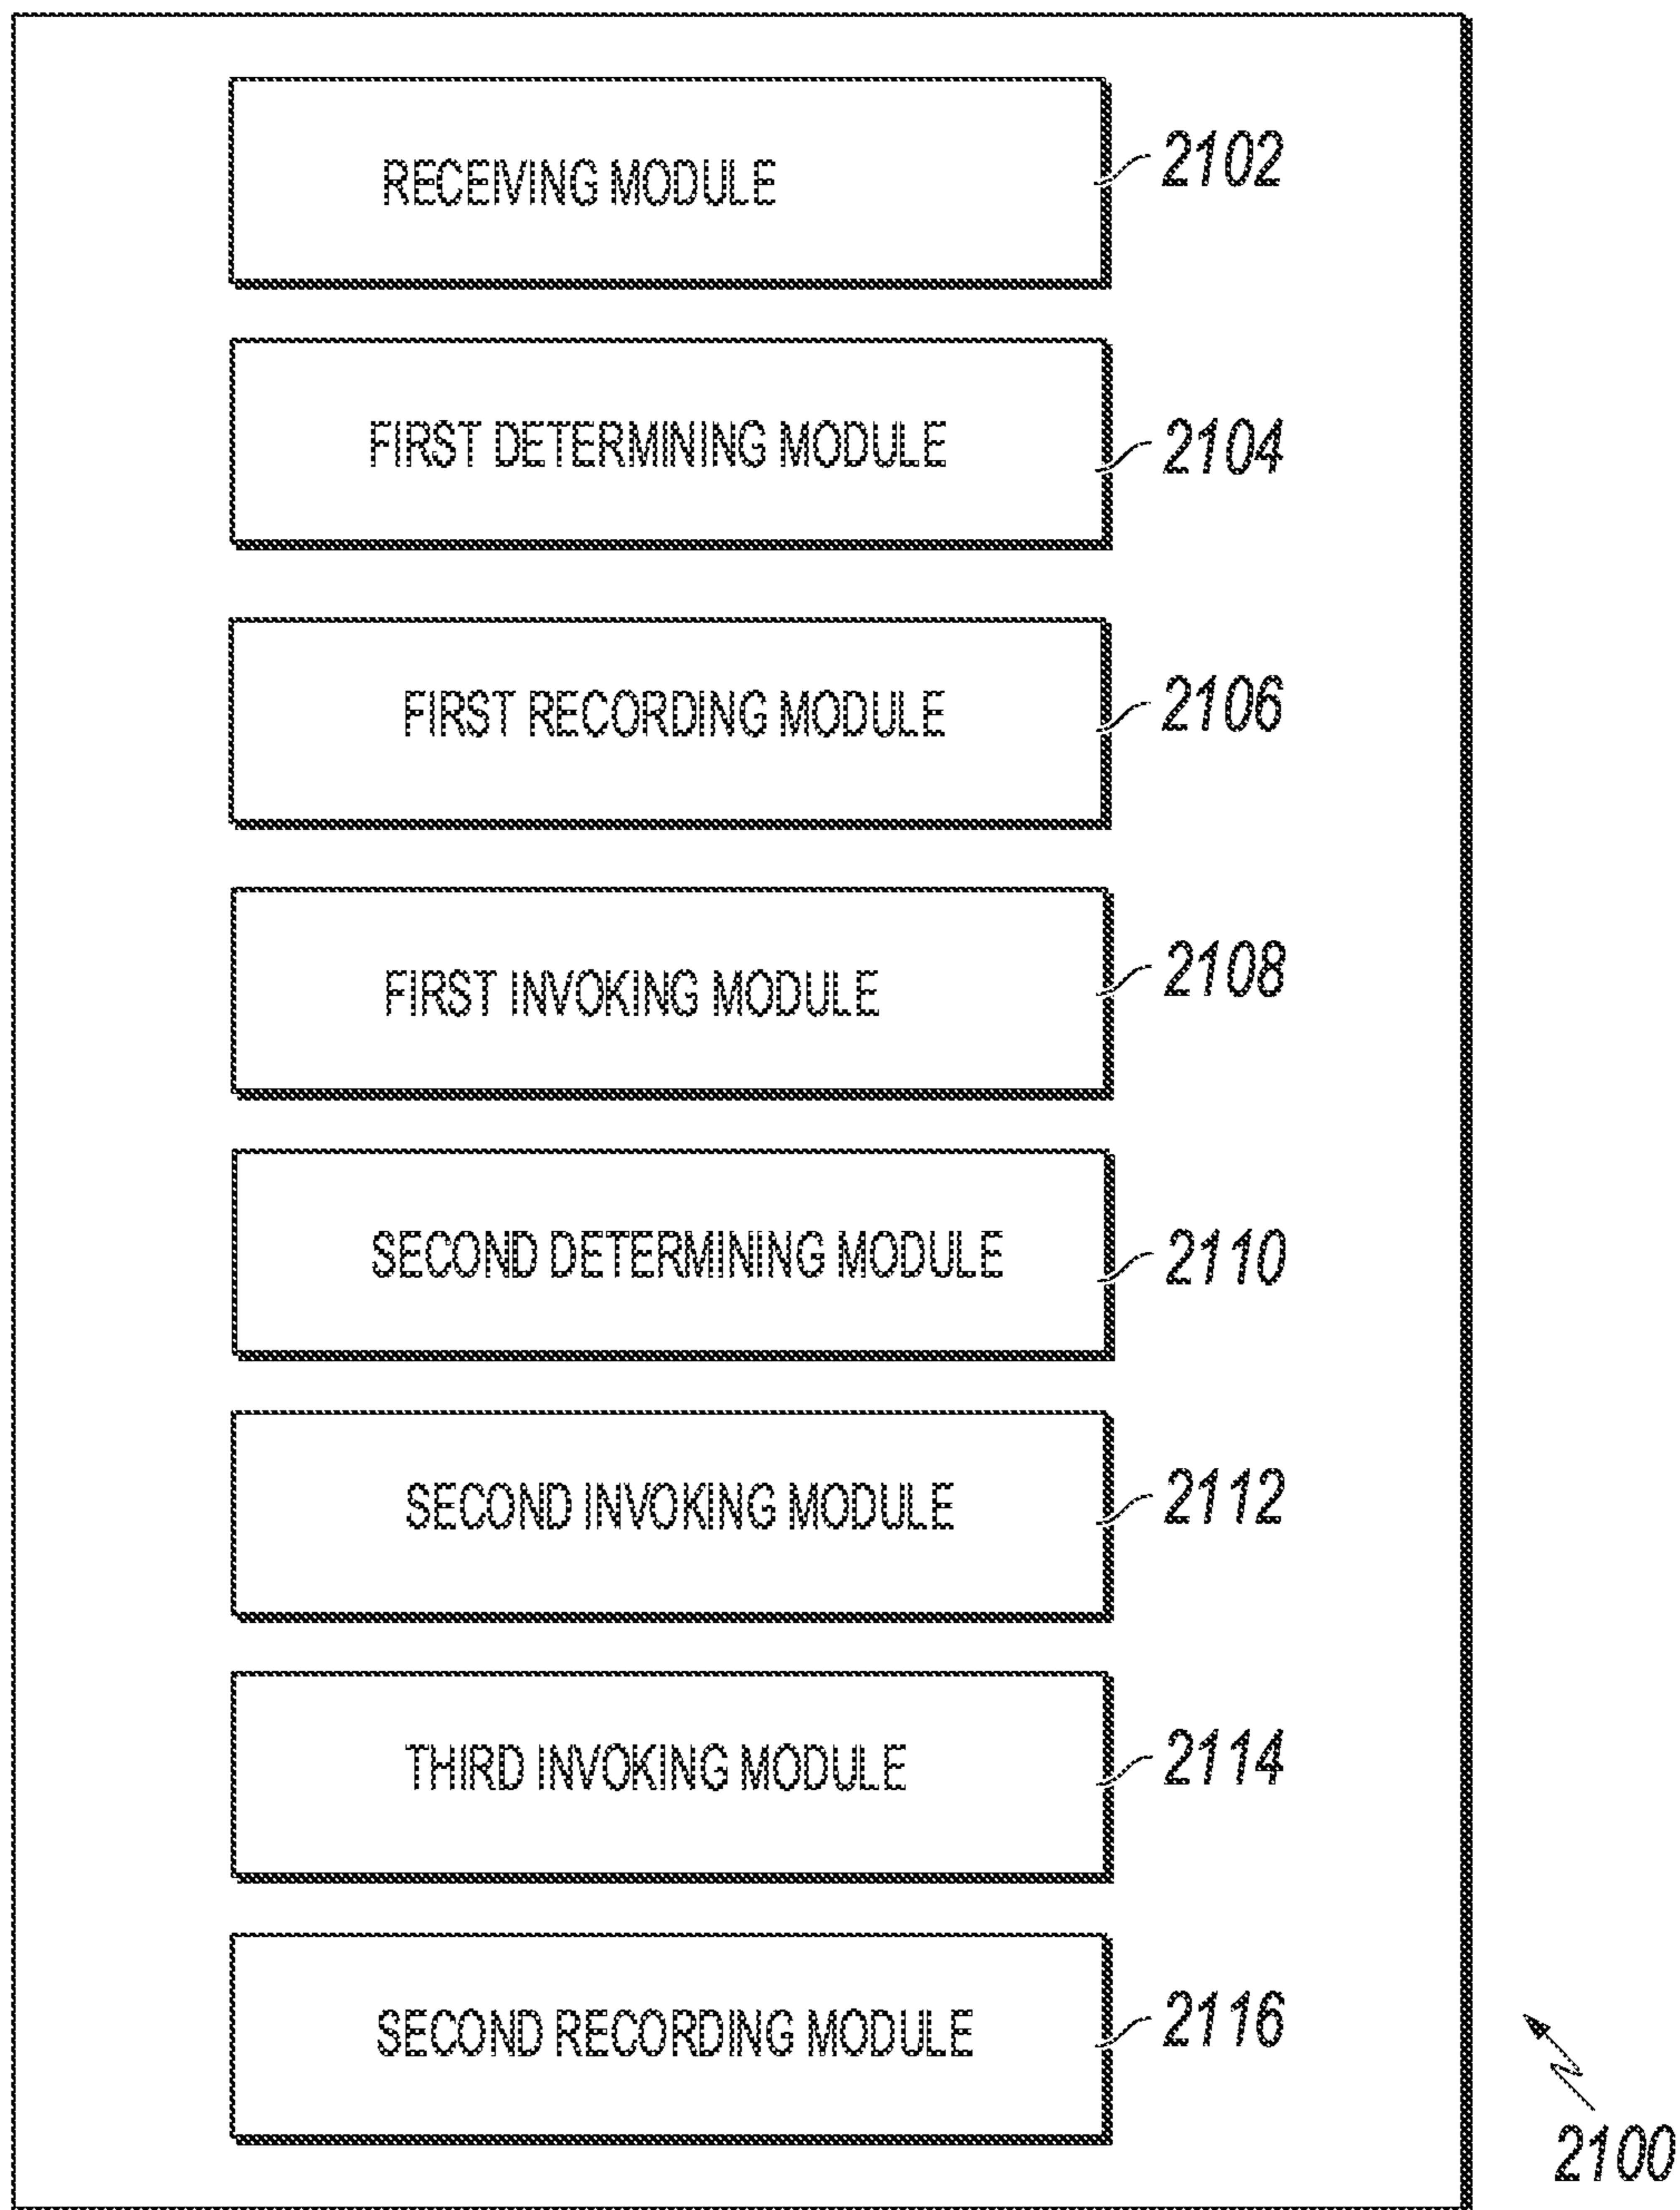 RECEIVING MODULE 2102
FIRST DETERMINING MODULE 2104
FIRST RECORDING MODULE 2106
FIRST INVOKING MODULE 2108
SECOND DETERMINING MODULE 2110
SECOND INVOKING MODULE 2112
THIRD INVOKING MODULE 2114
SECOND RECORDING MODULE 2116
2100